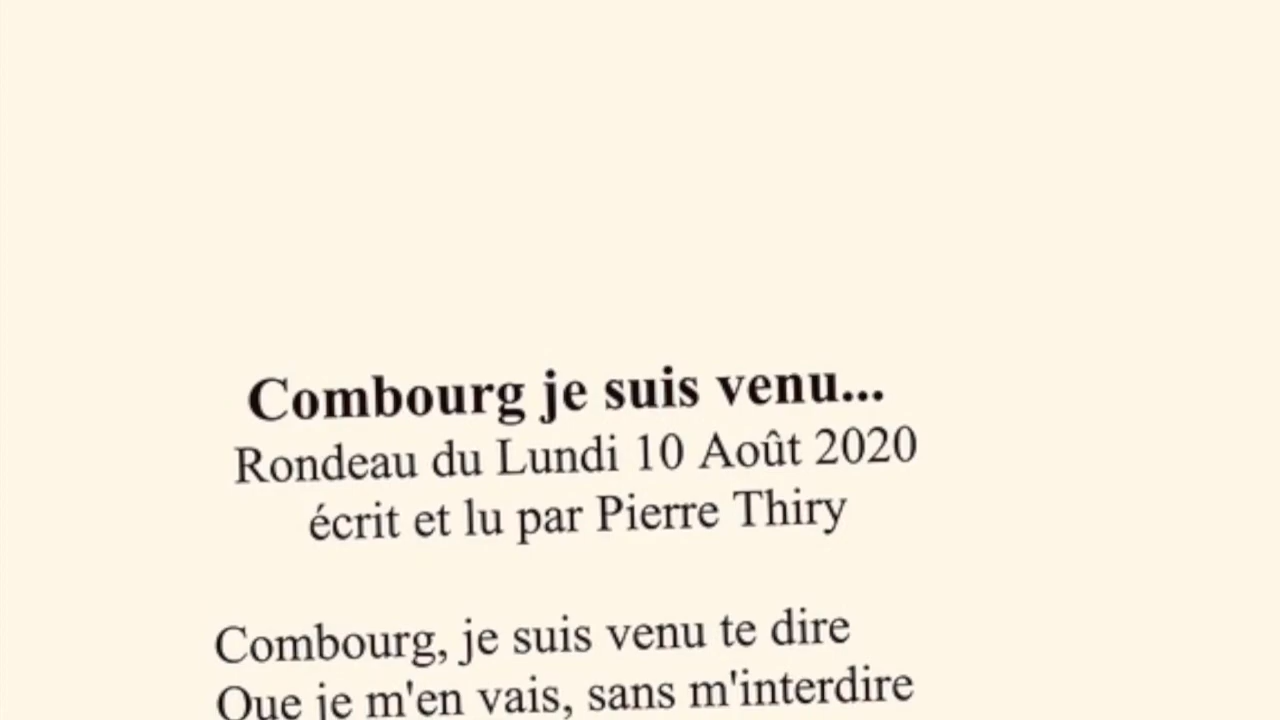 Combourg je suis venu...
Rondeau du Lundi 10 Août 2020
écrit et lu par Pierre Thiry
Combourg, je suis venu te dire
Que je m'en vais, sans m'interdire